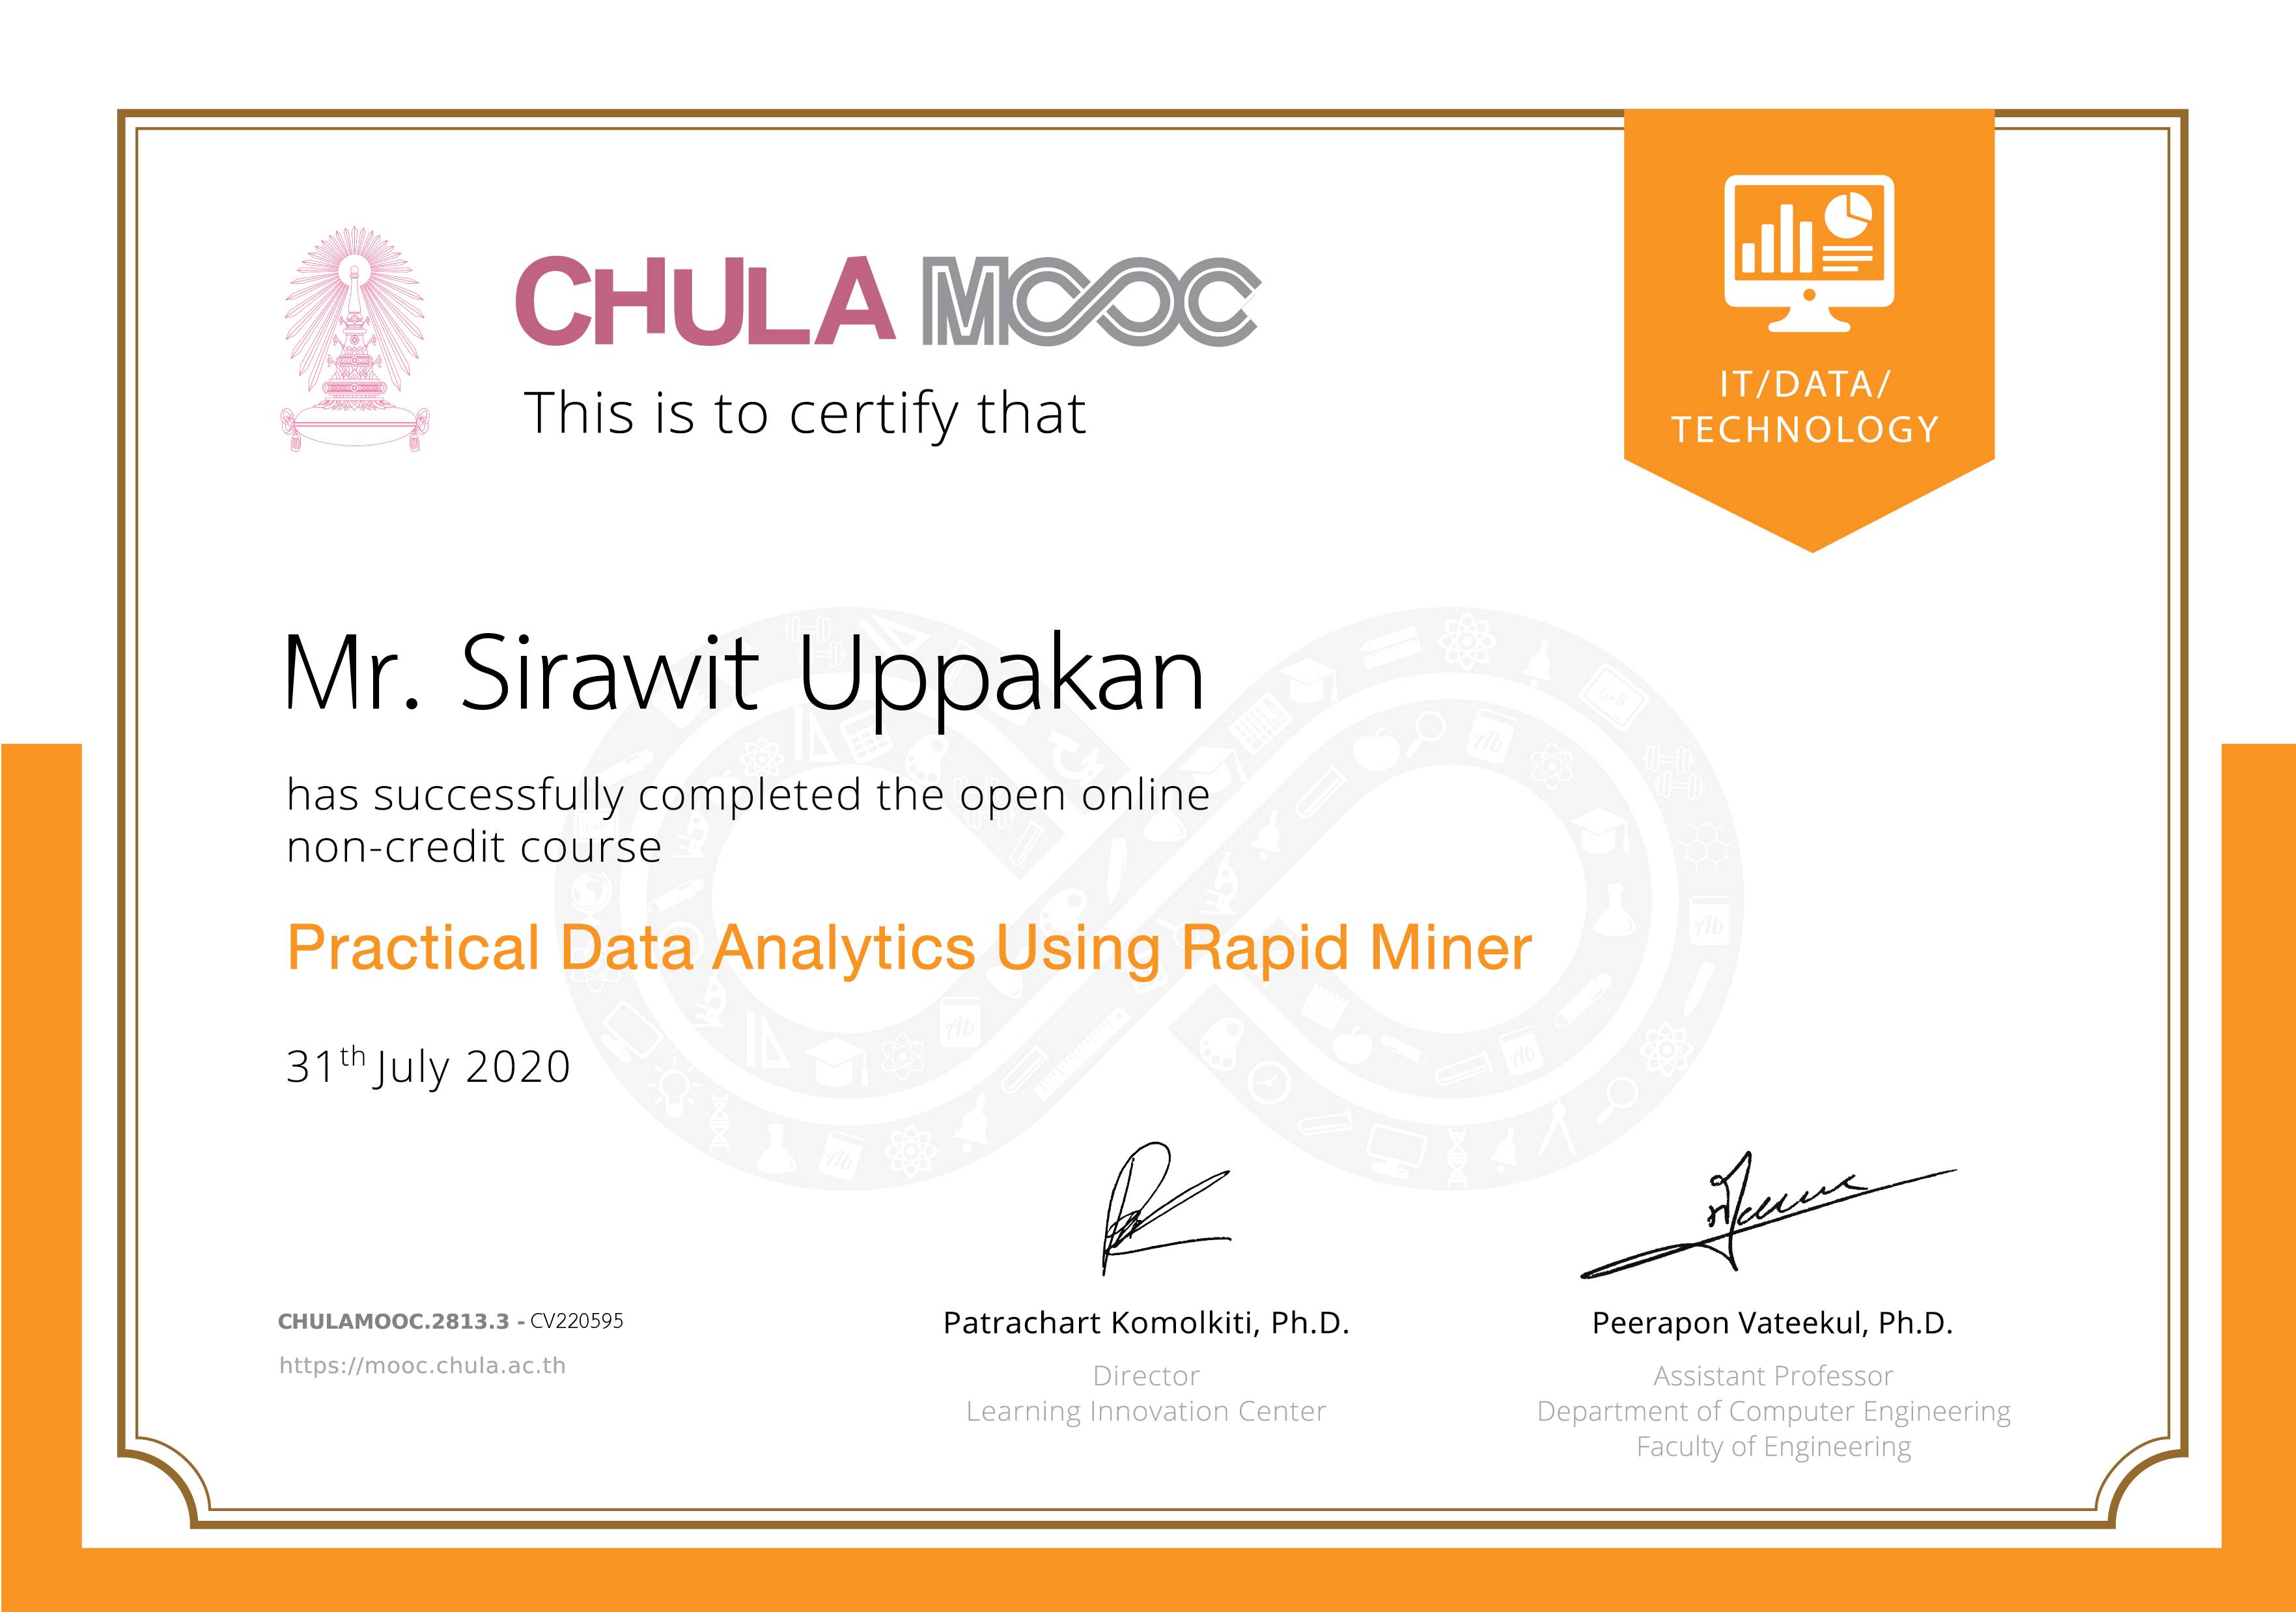 CHULA MOOC
This is to certify that
IT/DATA/
TECHNOLOGY
Mr. Sirawit Uppakan
has successfully completed the open online
non-credit course
Practical Data Analytics Using Rapid Miner
31th July 2020
CHULAMOOC.2813.3 - CV220595
https://mooc.chula.ac.th
Patrachart Komolkiti, Ph.D.
Director
Learning Innovation Center
Peerapon Vateekul, Ph.D.
Assistant Professor
Department of Computer Engineering
Faculty of Engineering